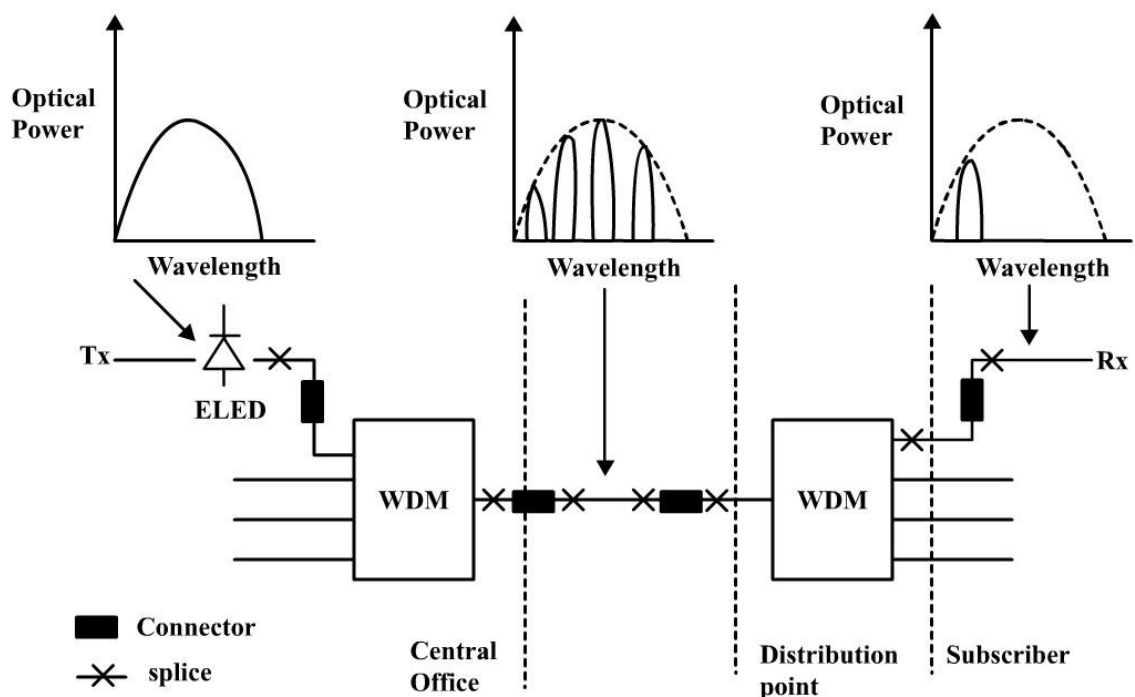 Optical
Power
Wavelength
Optical
Power
Wavelength
Optical
Power
Wavelength
Tx
ELED
Rx
WDM
WDM
Connector
splice
Central
Office
Distribution
point
Subscriber